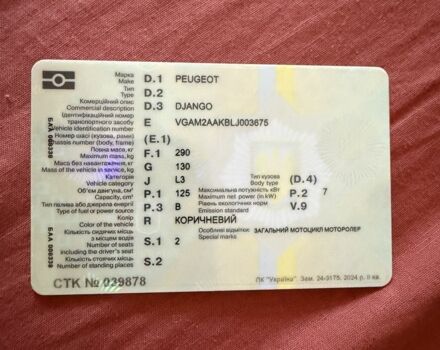 Марка
Make D.1 PEUGEOT
Тип
Type D.2
Комерційний опис
Commercial description D.3 DJANGO
Ідентифікаційний номер
транспортного засобу E VGAM2AAKBLJ003675
Vehicle identification number
Номер шасі (кузова, рами) (E.1)
Chassis number (body, frame)
Повна маса, кг F.1 290
Maximum mass, kg
Маса без навантаження, кг G 130
Mass of the vehicle in service, kg
Категорія J L3 Тип кузова (D.4)
Vehicle category Body type
Об'єм двигуна, см³ P.1 125 Максимальна потужність кВт P.2 7
Capacity, cm³ Maximum net power (in kW)
Тип палива або джерела енергії P.3 B Рівень екологічних норм V.9
Type of fuel or power source Emission standard
Колір R КОРИЧНЕВИЙ
Color of the vehicle
Кількість сидячих місць Особливі відмітки ЗАГАЛЬНИЙ МОТОЦИКЛ МОТОРОЛЕР
з місцем водія S.1 2 Special marks
Number of seats
including the driver's seat
Кількість стоячих місць S.2
Number of standing places
СТК № 029878
ПК "Україна". Зам. 24-3175, 2024 р. II кв.